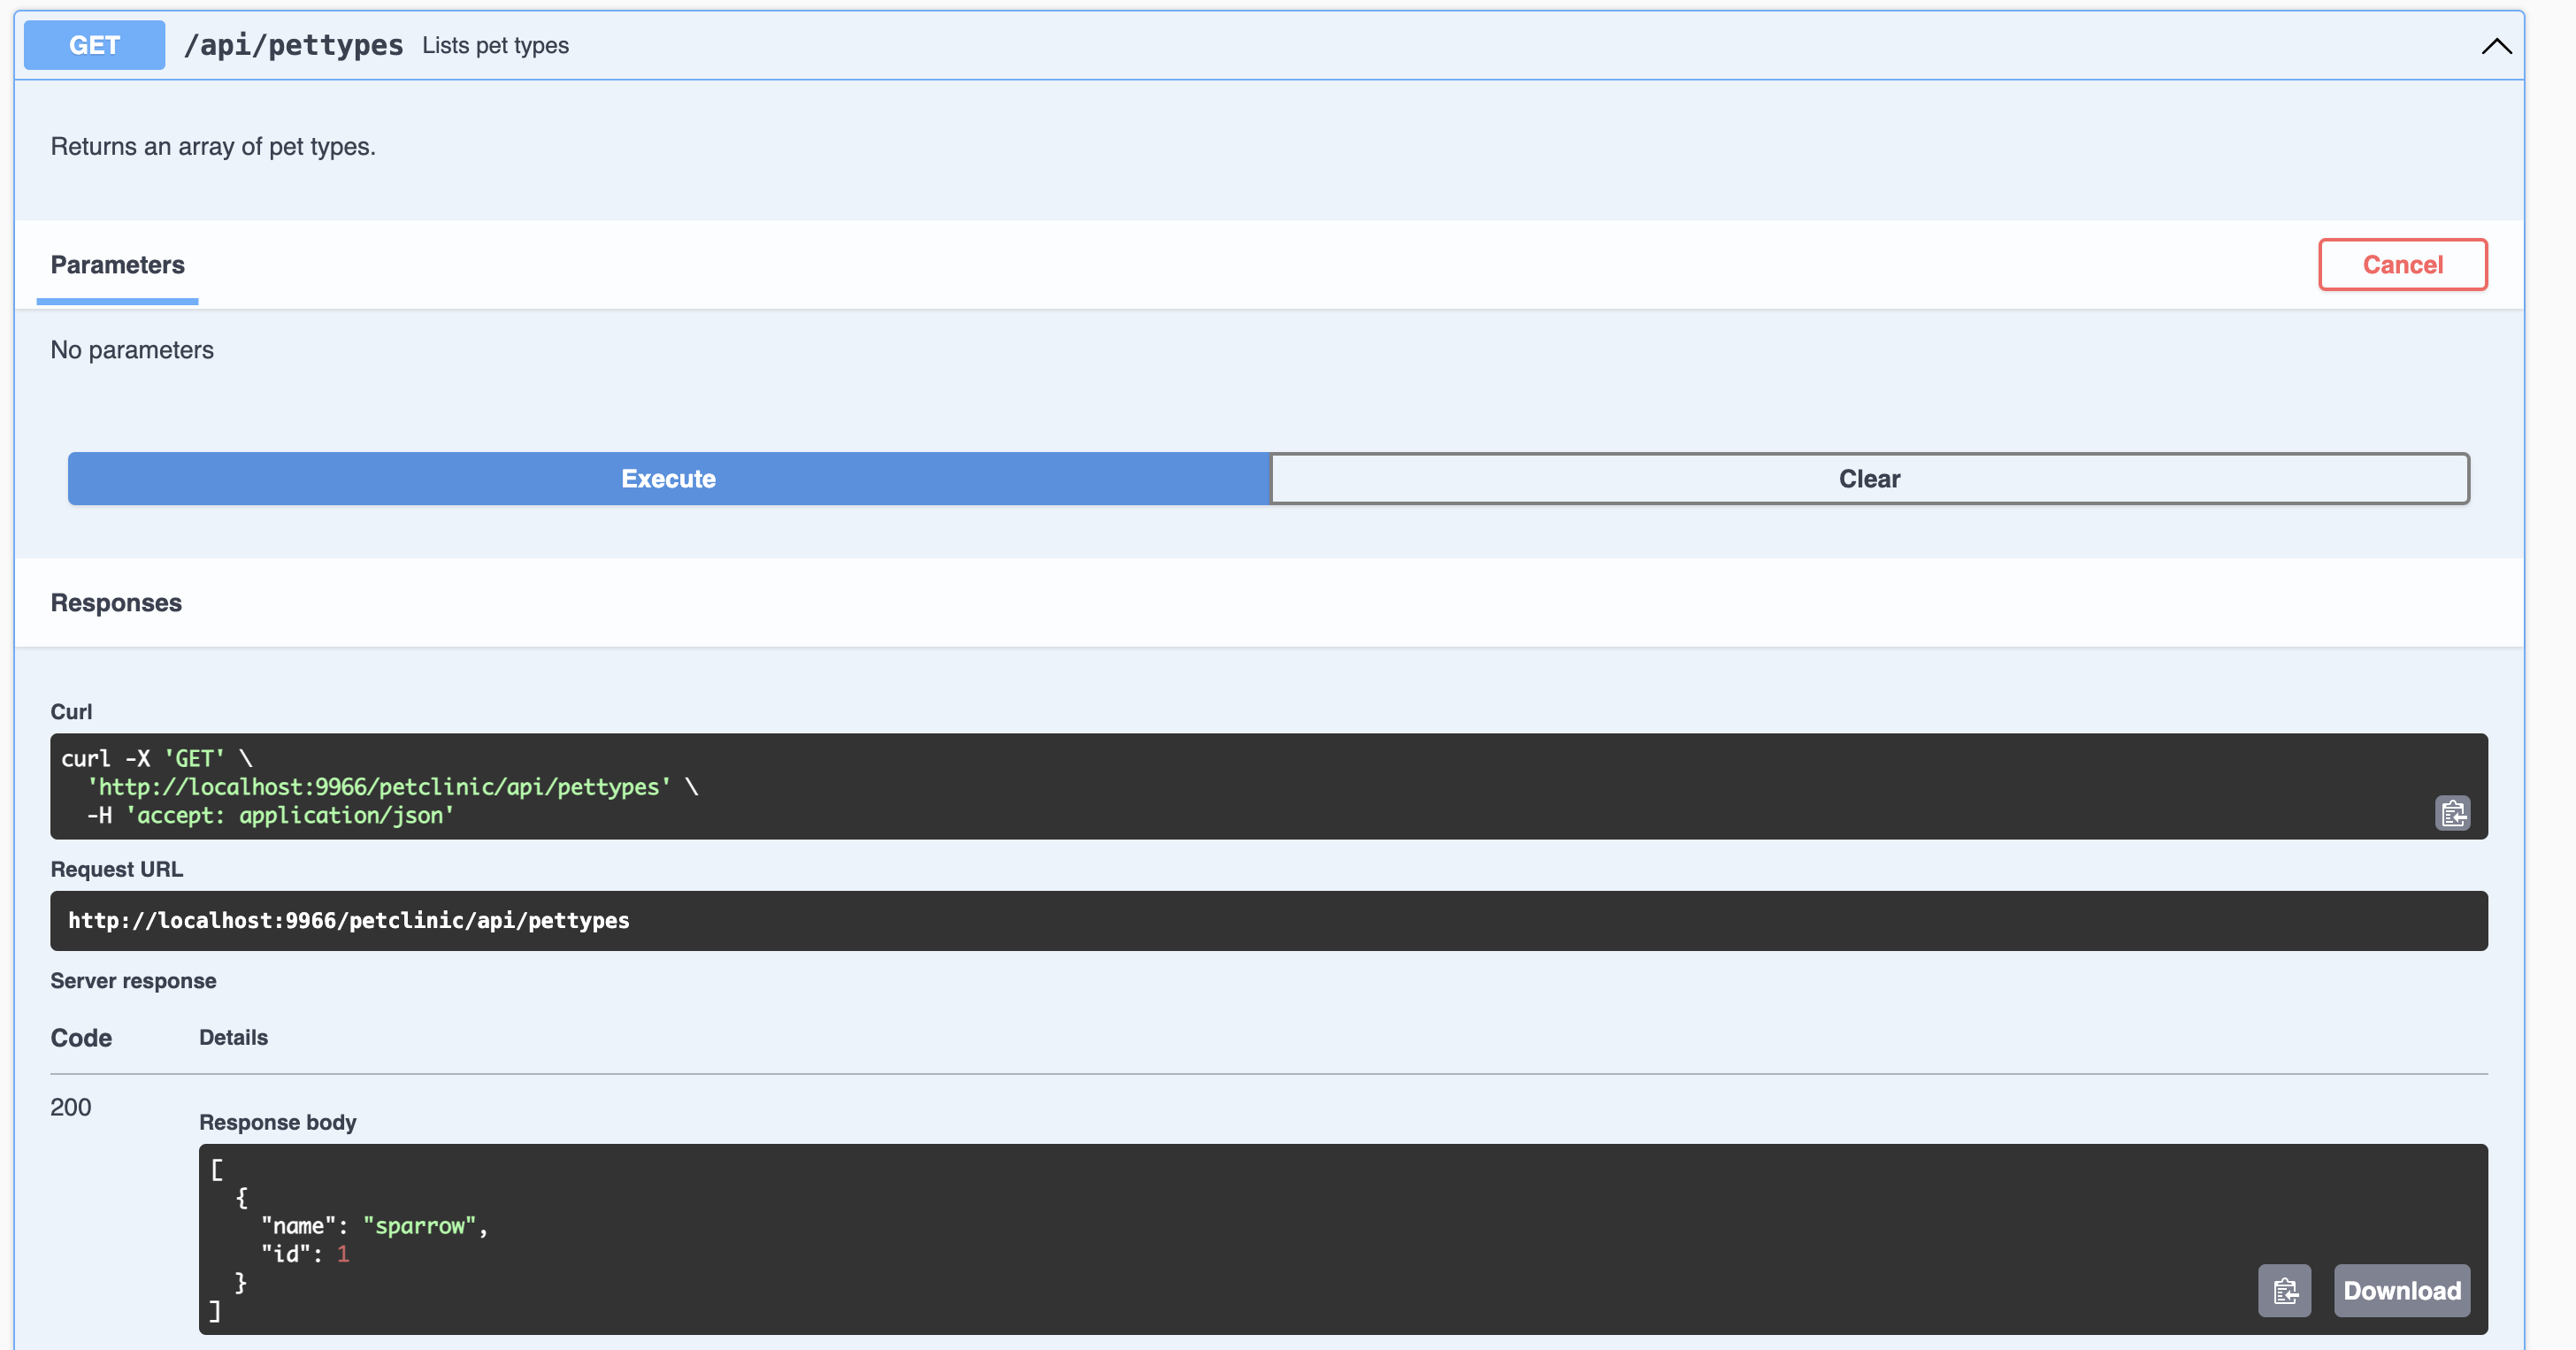 GET /api/pettypes Lists pet types
Returns an array of pet types.
Parameters
Cancel
No parameters
Execute
Clear
Responses
Curl
curl -X 'GET' \
  'http://localhost:9966/petclinic/api/pettypes' \
  -H 'accept: application/json'
Request URL
http://localhost:9966/petclinic/api/pettypes
Server response
Code Details
200
Response body
[
  {
    "name": "sparrow",
    "id": 1
  }
]
Download